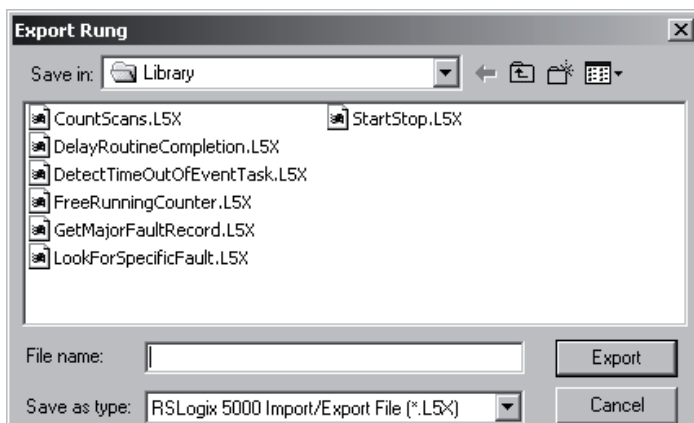 Export Rung
Save in: Library
CountScans.L5X
DelayRoutineCompletion.L5X
DetectTimeOutOfEventTask.L5X
FreeRunningCounter.L5X
GetMajorFaultRecord.L5X
LookForSpecificFault.L5X
StartStop.L5X
File name:
Export
Save as type: RSLogix 5000 Import/Export File (*.L5X)
Cancel